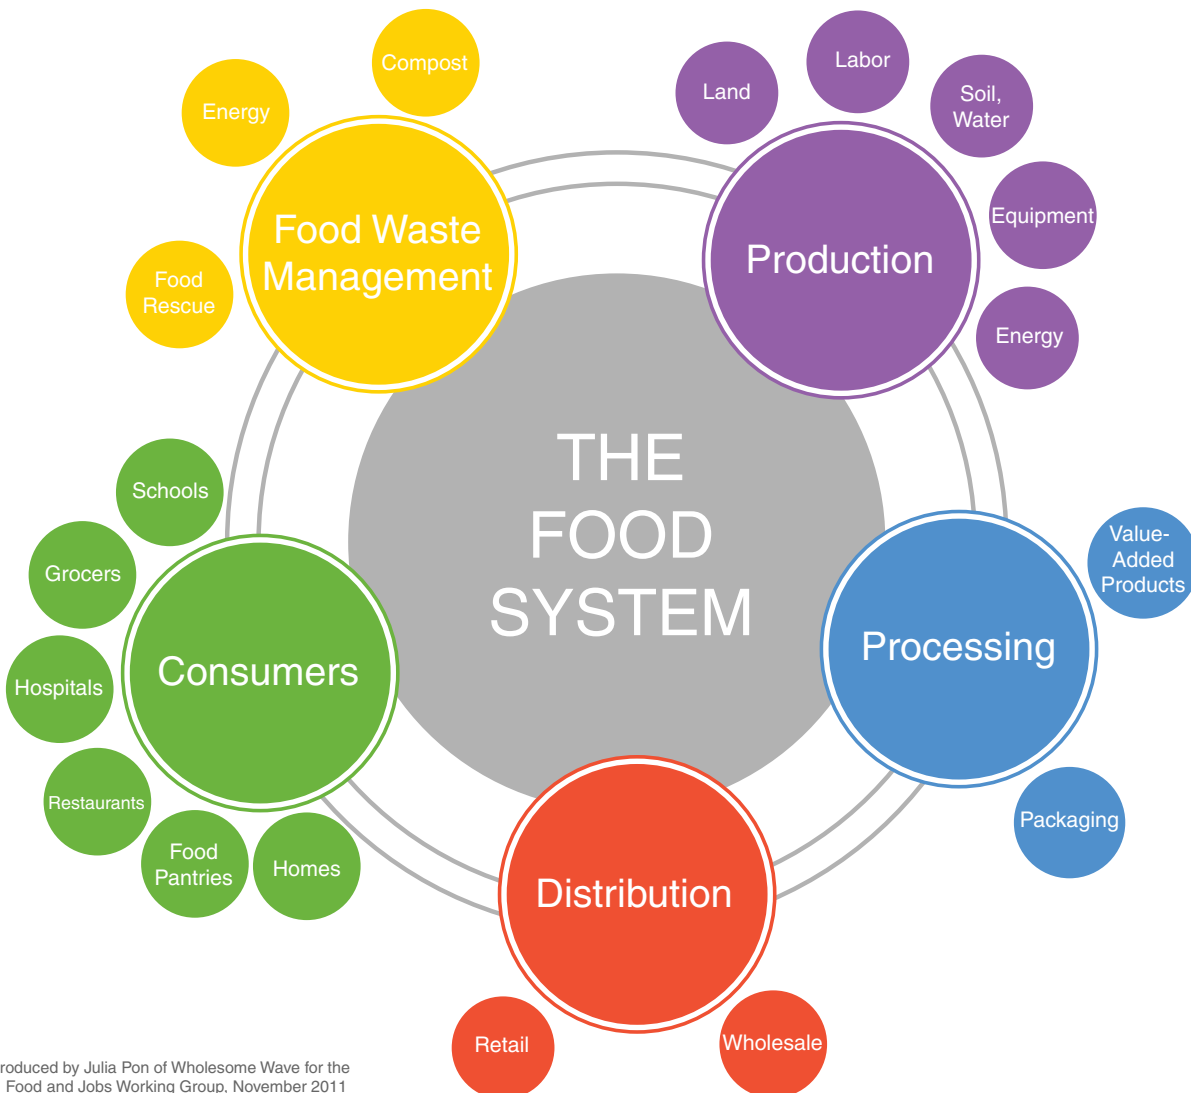 THE
FOOD
SYSTEM
Production
Land
Labor
Soil,
Water
Equipment
Energy
Processing
Value-
Added
Products
Packaging
Distribution
Wholesale
Retail
Consumers
Homes
Food
Pantries
Restaurants
Hospitals
Grocers
Schools
Food Waste
Management
Food
Rescue
Energy
Compost
roduced by Julia Pon of Wholesome Wave for the
Food and Jobs Working Group, November 2011